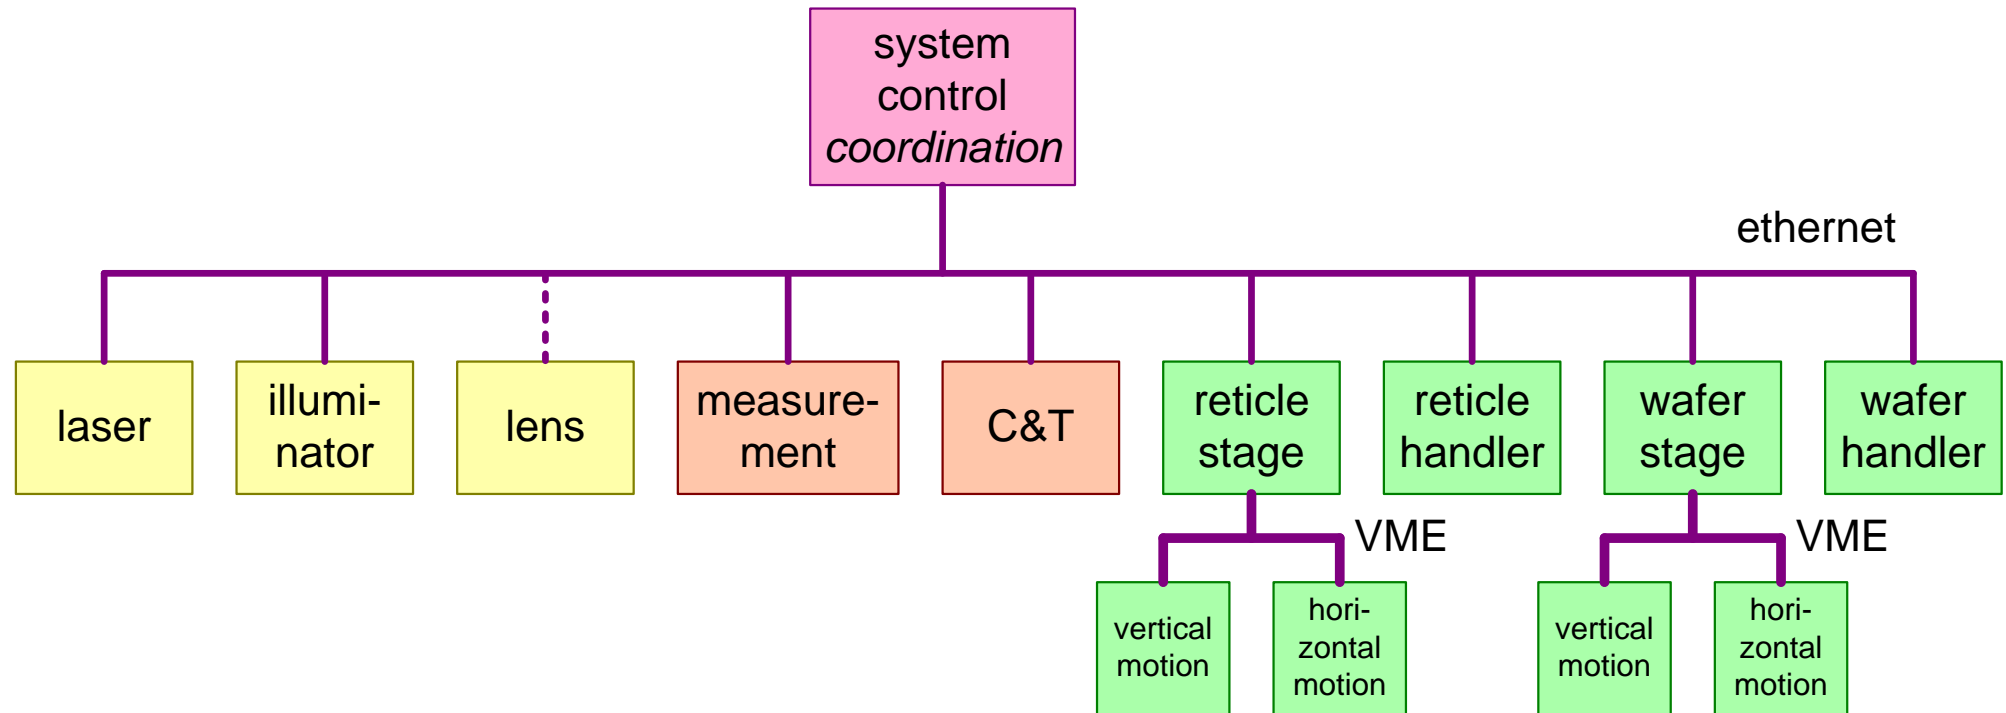 system
control
coordination
ethernet
laser
illumi-
nator
lens
measure-
ment
C&T
reticle
stage
reticle
handler
wafer
stage
wafer
handler
VME
VME
vertical
motion
hori-
zontal
motion
vertical
motion
hori-
zontal
motion